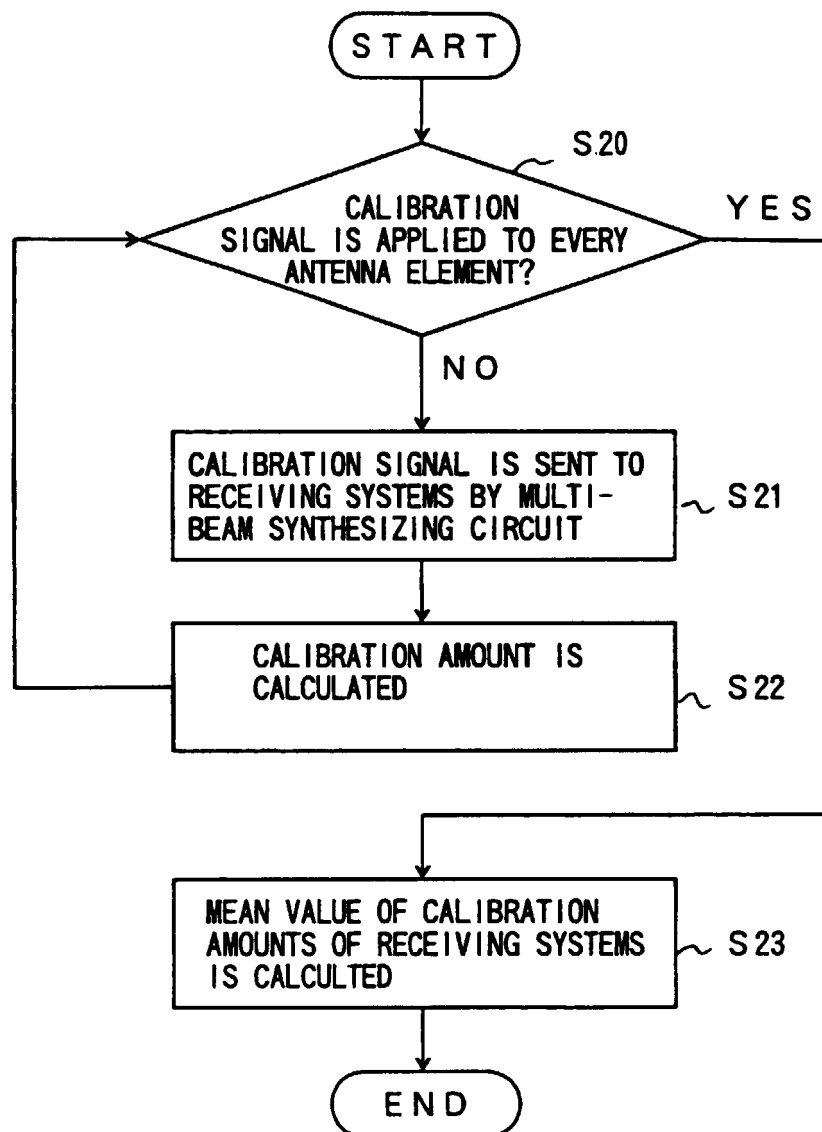 START
S20
CALIBRATION
SIGNAL IS APPLIED TO EVERY
ANTENNA ELEMENT?
YES
NO
CALIBRATION SIGNAL IS SENT TO
RECEIVING SYSTEMS BY MULTI-
BEAM SYNTHESIZING CIRCUIT
S21
CALIBRATION AMOUNT IS
CALCULATED
S22
MEAN VALUE OF CALIBRATION
AMOUNTS OF RECEIVING SYSTEMS
IS CALCULTED
S23
END